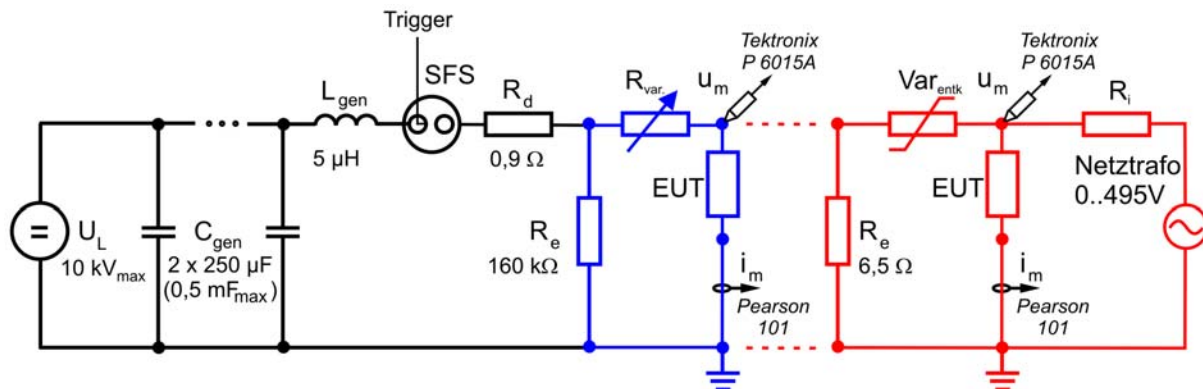 Trigger
SFS
L gen
5 µH
R d
0,9 Ω
R var.
u m
Tektronix
P 6015A
Var entk
u m
Tektronix
P 6015A
R i
U L
10 kV max
=
C gen
2 x 250 µF
(0,5 mF max)
R e
160 kΩ
EUT
i m
Pearson
101
R e
6,5 Ω
EUT
i m
Pearson
101
Netztrafo
0..495V